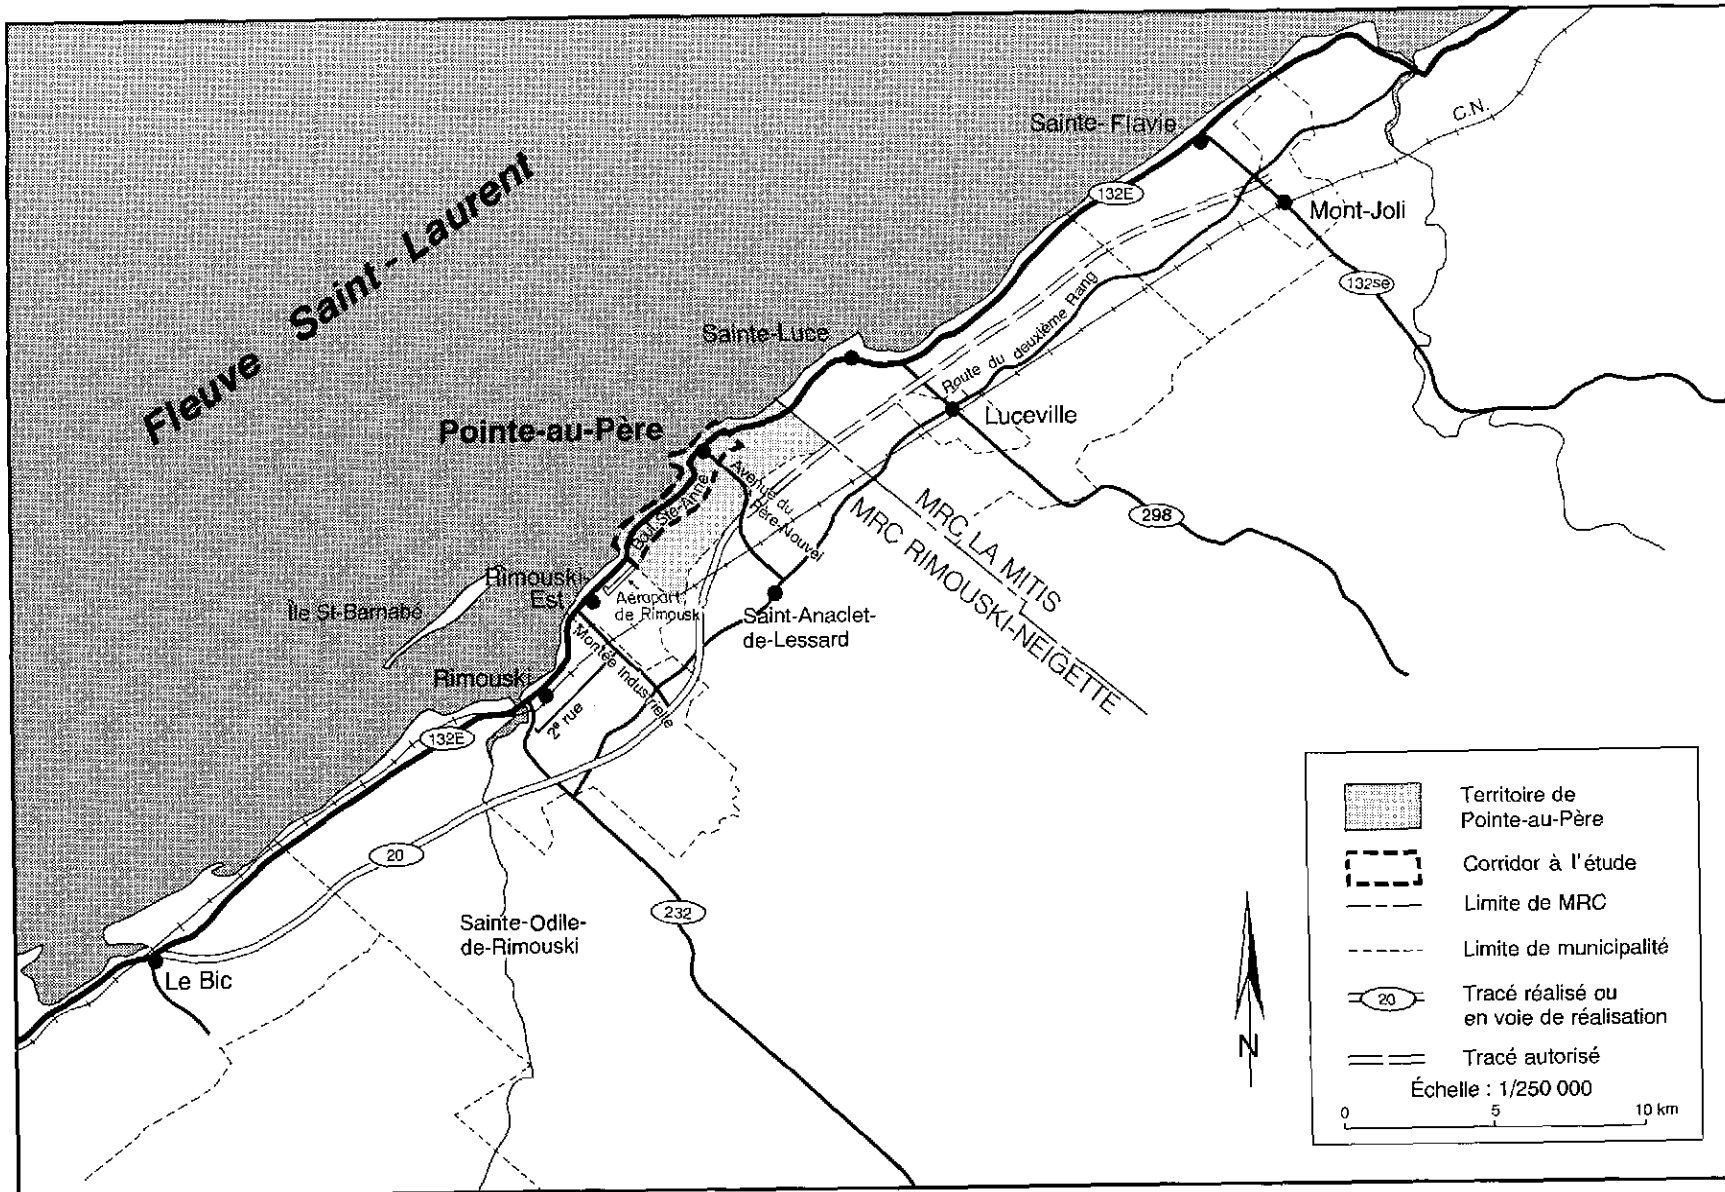 Fleuve Saint-Laurent
Sainte-Flavie
C.N.
132E
Mont-Joli
132SE
Sainte-Luce
Route du deuxième Rang
Luceville
Pointe-au-Père
Avenue du
Père-Nouvel
Boul. Ste-Anne
MRC LA MITIS
MRC RIMOUSKI-NEIGETTE
298
Rimouski-
Est
Île St-Barnabé
Aéroport
de Rimouski
Saint-Anaclet-
de-Lessard
Montée Industrielle
Rimouski
2e rue
132E
20
232
Sainte-Odile-
de-Rimouski
Le Bic
N
Territoire de
Pointe-au-Père
Corridor à l'étude
Limite de MRC
Limite de municipalité
20
Tracé réalisé ou
en voie de réalisation
Tracé autorisé
Échelle : 1/250 000
0 5 10 km